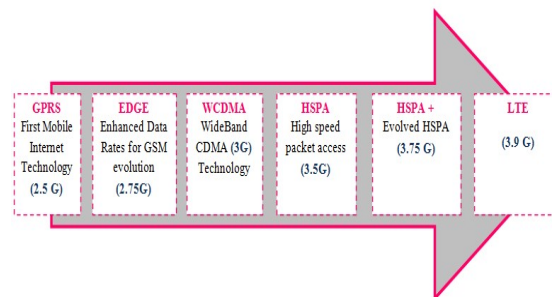 GPRS
First Mobile
Internet
Technology
(2.5 G)
EDGE
Enhanced Data
Rates for GSM
evolution
(2.75G)
WCDMA
WideBand
CDMA (3G)
Technology
HSPA
High speed
packet access
(3.5G)
HSPA +
Evolved HSPA
(3.75 G)
LTE
(3.9 G)